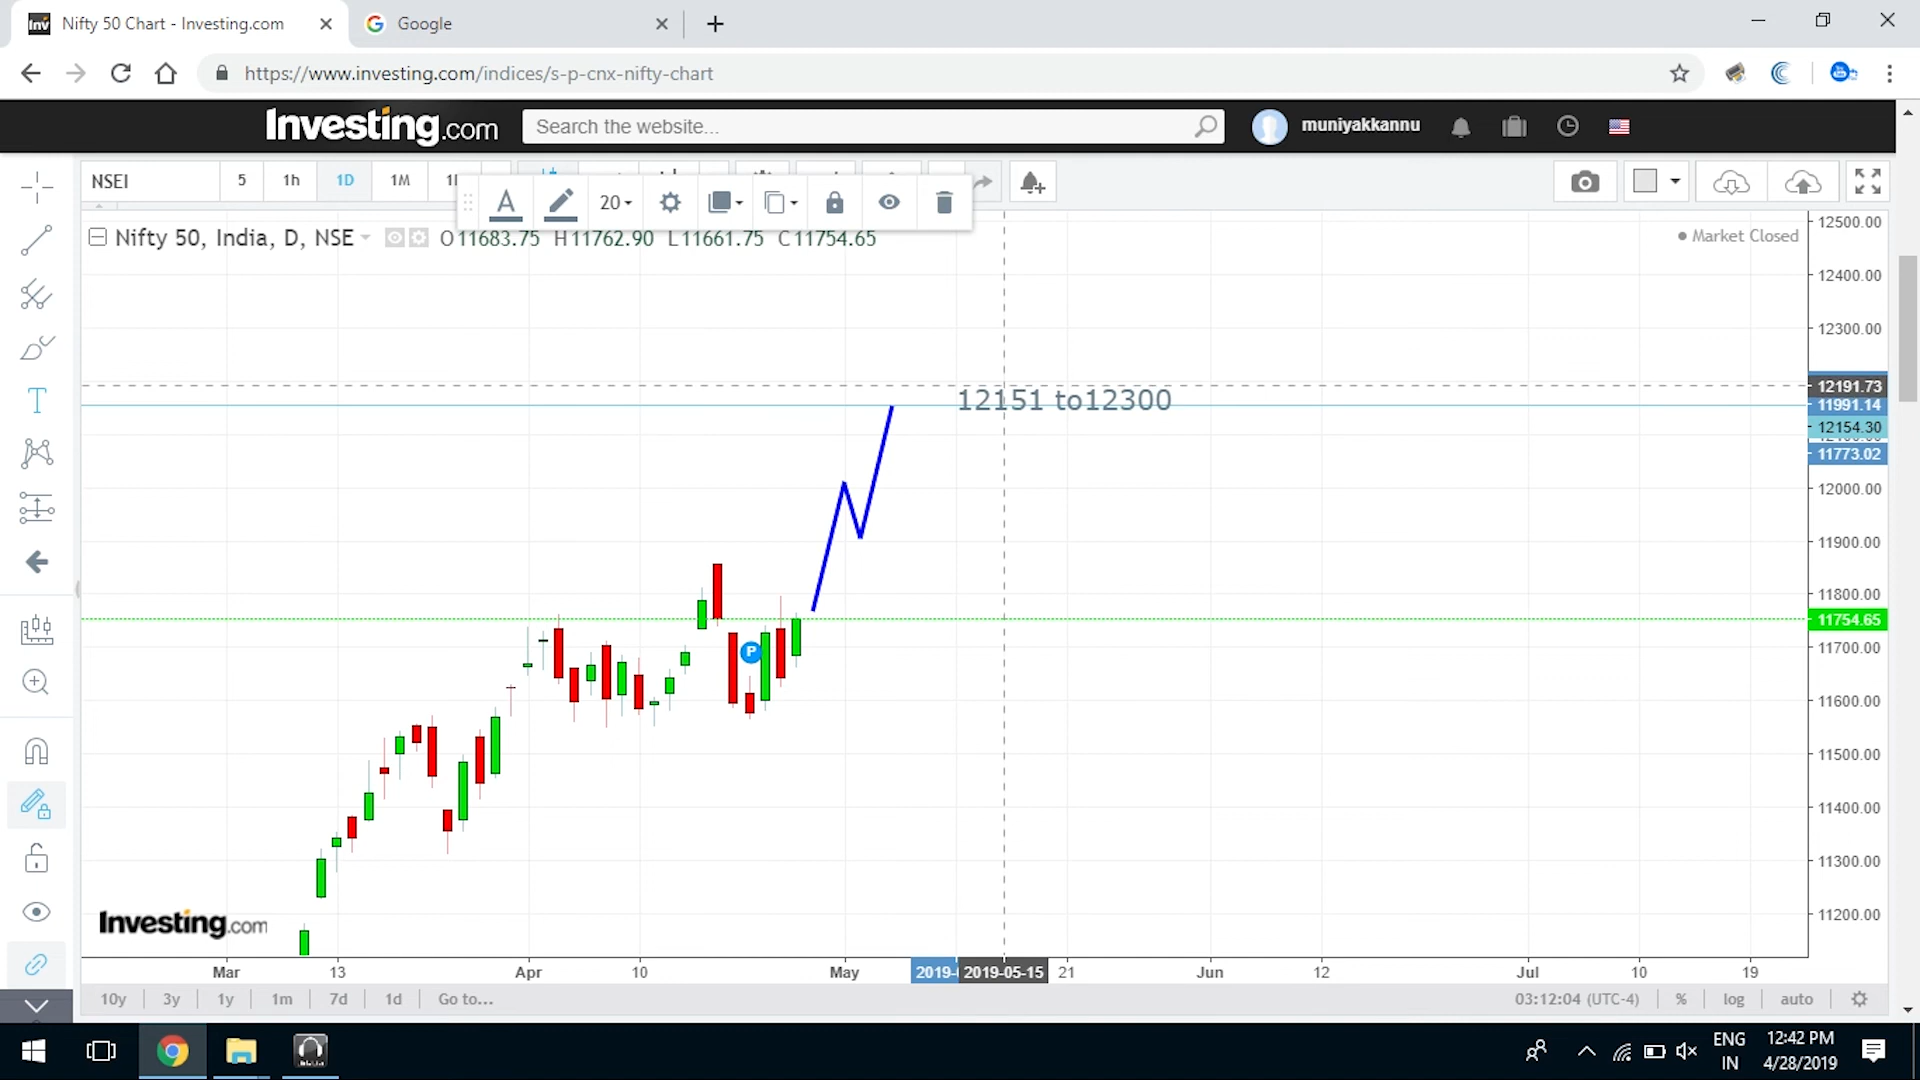 Nifty 50 Chart - Investing.com
Google
https://www.investing.com/indices/s-p-cnx-nifty-chart
Investing.com
Search the website...
muniyakkannu
NSEI 5 1h 1D 1M
A 20
Nifty 50, India, D, NSE O11683.75 H11762.90 L11661.75 C11754.65
Market Closed
12500.00
12400.00
12300.00
12191.73
12151 to12300
11991.14
12154.30
11773.02
12000.00
11900.00
11800.00
11754.65
11700.00
P
11600.00
11500.00
11400.00
11300.00
11200.00
Investing.com
Mar 13 Apr 10 May 2019- 2019-05-15 21 Jun 12 Jul 10 19
10y 3y 1y 1m 7d 1d Go to... 03:12:04 (UTC-4) % log auto
ENG 12:42 PM
IN 4/28/2019